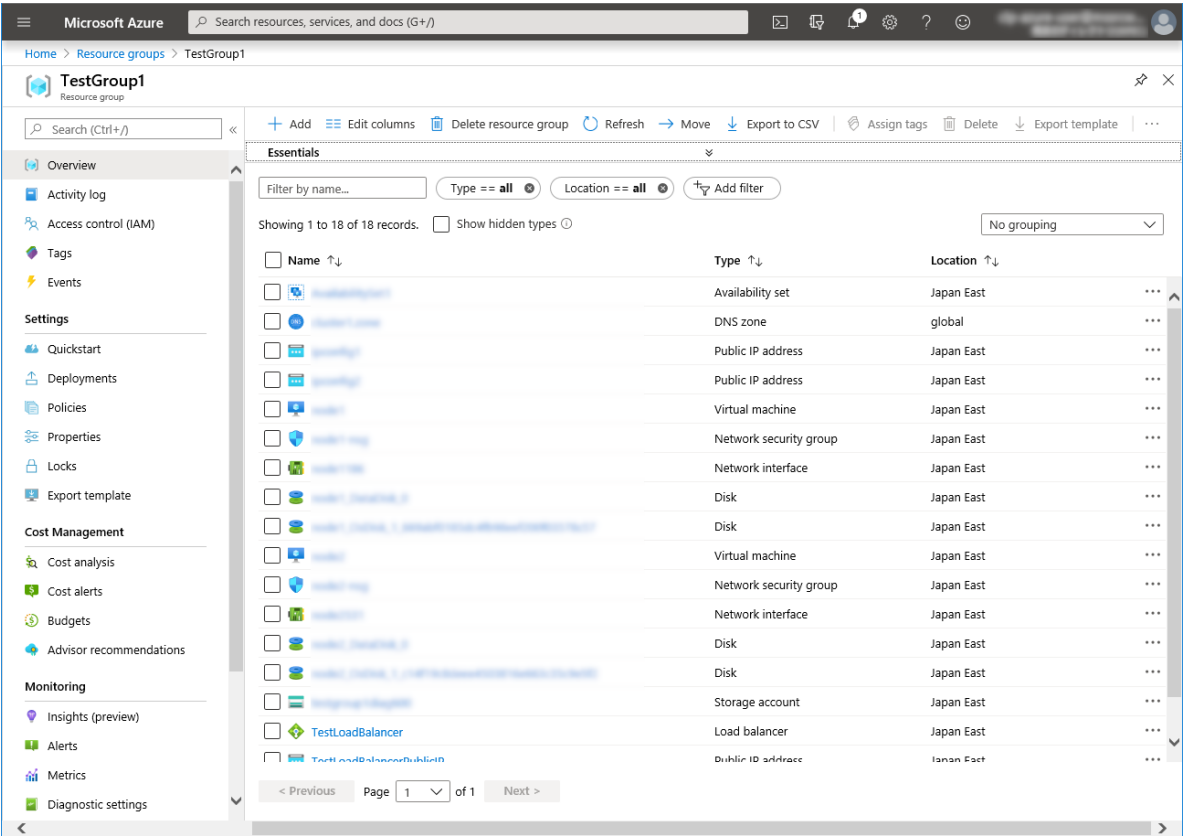 Microsoft Azure
Search resources, services, and docs (G+/)
1
Home > Resource groups > TestGroup1
TestGroup1
Resource group
Search (Ctrl+/)
«
Add
Edit columns
Delete resource group
Refresh
Move
Export to CSV
Assign tags
Delete
Export template
...
Essentials
Overview
Activity log
Access control (IAM)
Tags
Events
Settings
Quickstart
Deployments
Policies
Properties
Locks
Export template
Cost Management
Cost analysis
Cost alerts
Budgets
Advisor recommendations
Monitoring
Insights (preview)
Alerts
Metrics
Diagnostic settings
Filter by name...
Type == all
Location == all
Add filter
Showing 1 to 18 of 18 records.
Show hidden types
No grouping
Name ↑↓ Type ↑↓ Location ↑↓
Availability set Japan East ...
DNS zone global ...
Public IP address Japan East ...
Public IP address Japan East ...
Virtual machine Japan East ...
Network security group Japan East ...
Network interface Japan East ...
Disk Japan East ...
Disk Japan East ...
Virtual machine Japan East ...
Network security group Japan East ...
Network interface Japan East ...
Disk Japan East ...
Disk Japan East ...
Storage account Japan East ...
TestLoadBalancer Load balancer Japan East ...
TestLoadBalancerPublicIP Public IP address Japan East ...
< Previous Page 1 of 1 Next >